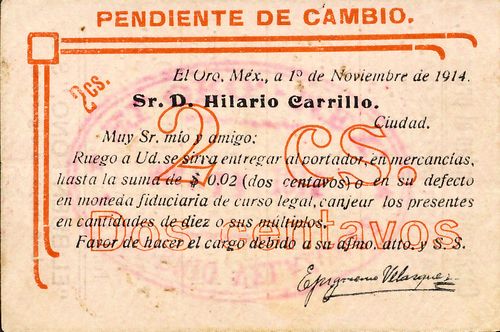 PENDIENTE DE CAMBIO.
2 cs.
El Oro, Méx., a 1º de Noviembre de 1914.
Sr. D. Hilario Carrillo.
Ciudad.
2 cs.
Muy Sr. mio y amigo:
Ruego a Ud. se sirva entregar al portador, en mercancías,
hasta la suma de $ 0.02 (dos centavos) o en su defecto
en moneda fiduciaria de curso legal, canjear los presentes
en cantidades de diez o sus múltiplos.
Dos centavos
Favor de hacer el cargo debido a su afmo. atto. y S. S.
Epigmenio Velasquez